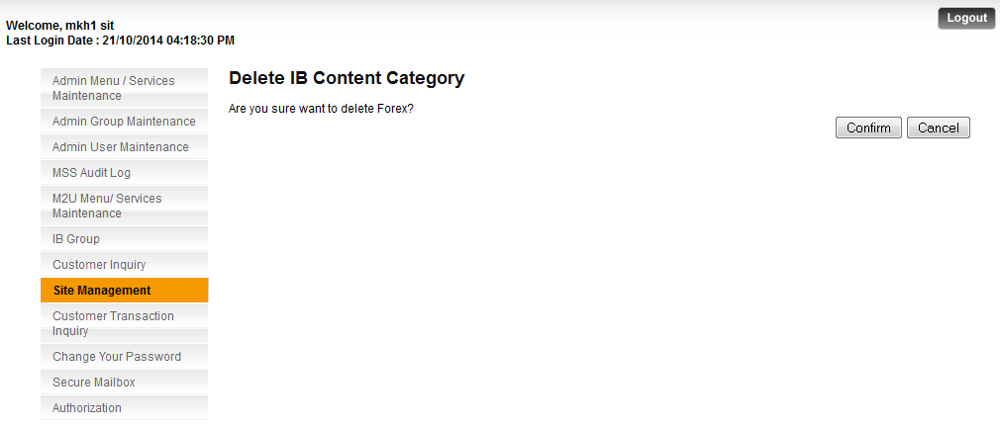 Welcome, mkh1 sit
Last Login Date : 21/10/2014 04:18:30 PM
Logout
Admin Menu / Services
Maintenance
Admin Group Maintenance
Admin User Maintenance
MSS Audit Log
M2U Menu/ Services
Maintenance
IB Group
Customer Inquiry
Site Management
Customer Transaction
Inquiry
Change Your Password
Secure Mailbox
Authorization
Delete IB Content Category
Are you sure want to delete Forex?
Confirm Cancel